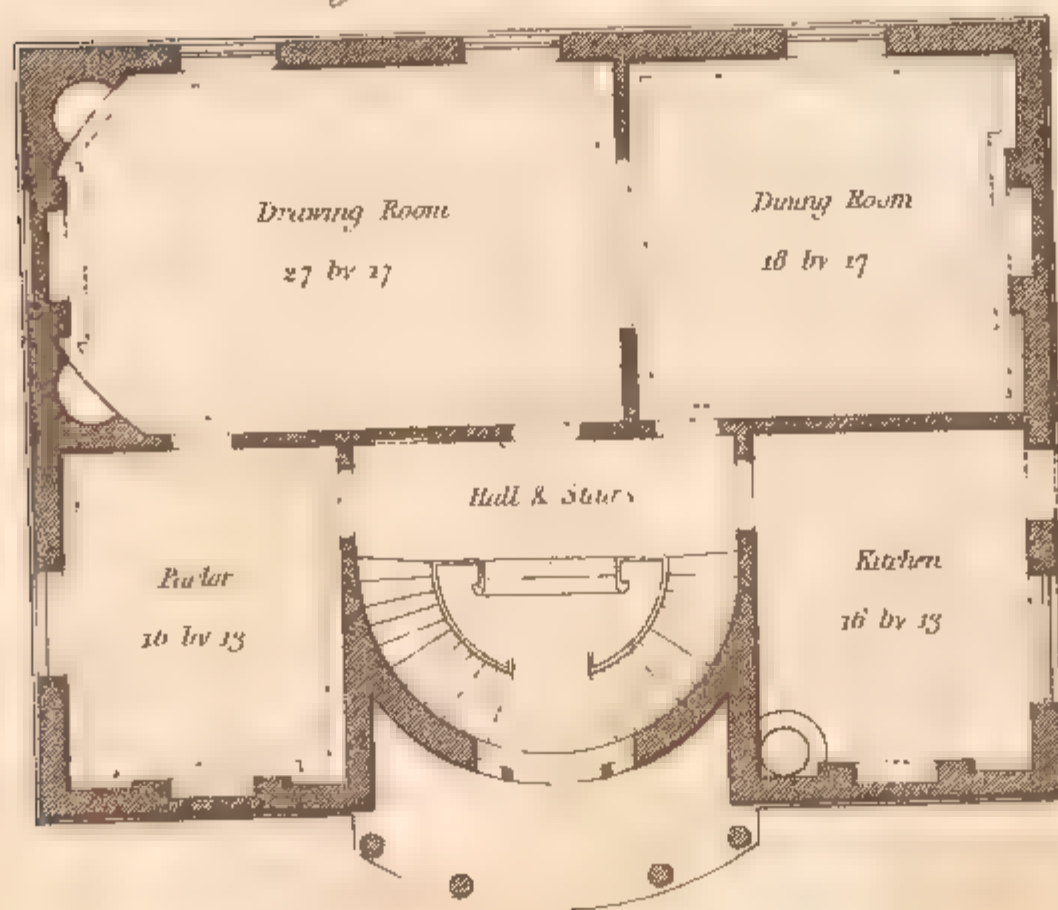 Drawing Room
27 by 17
Dining Room
18 by 17
Hall & Stairs
Parlor
16 by 13
Kitchen
16 by 13